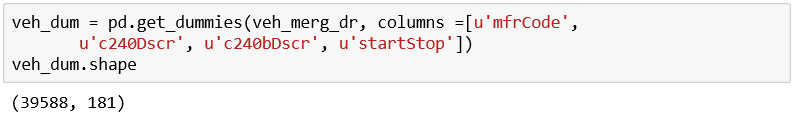 veh_dum = pd.get_dummies(veh_merg_dr, columns =[u'mfrCode',
u'c240Dscr', u'c240bDscr', u'startStop'])
veh_dum.shape
(39588, 181)